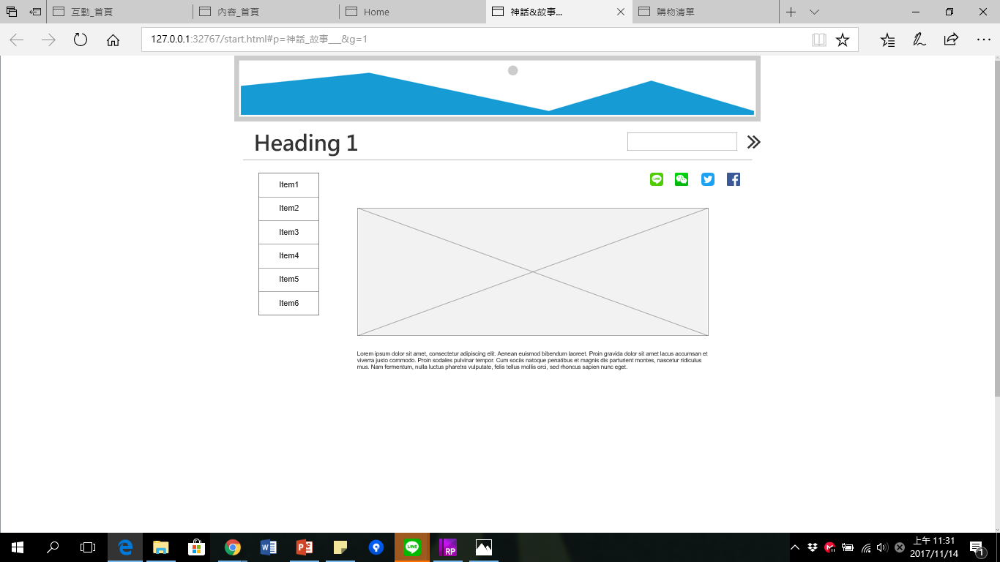 互動_首頁
內容_首頁
Home
神話&故事...
購物清單
127.0.0.1:32767/start.html#p=神話_故事___&g=1
Heading 1
Item1
Item2
Item3
Item4
Item5
Item6
Lorem ipsum dolor sit amet, consectetur adipiscing elit. Aenean euismod bibendum laoreet. Proin gravida dolor sit amet lacus accumsan et
viverra justo commodo. Proin sodales pulvinar tempor. Cum sociis natoque penatibus et magnis dis parturient montes, nascetur ridiculus
mus. Nam fermentum, nulla luctus pharetra vulputate, felis tellus mollis orci, sed rhoncus sapien nunc eget.
LINE
RP
上午 11:31
2017/11/14
1